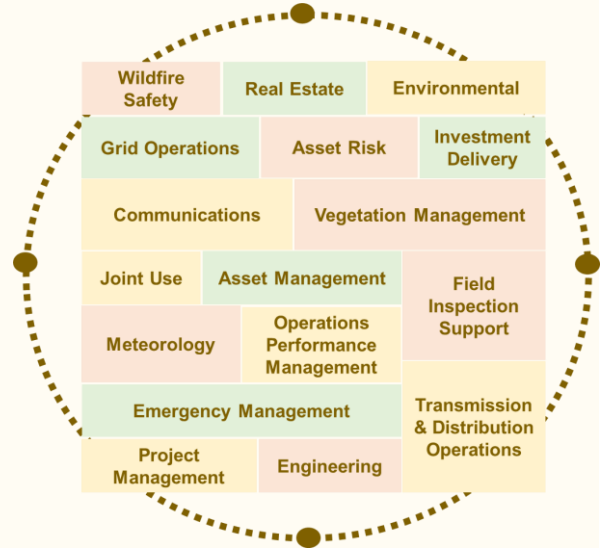 Wildfire
Safety
Real Estate
Environmental
Grid Operations
Asset Risk
Investment
Delivery
Communications
Vegetation Management
Joint Use
Asset Management
Field
Inspection
Support
Meteorology
Operations
Performance
Management
Emergency Management
Transmission
& Distribution
Operations
Project
Management
Engineering